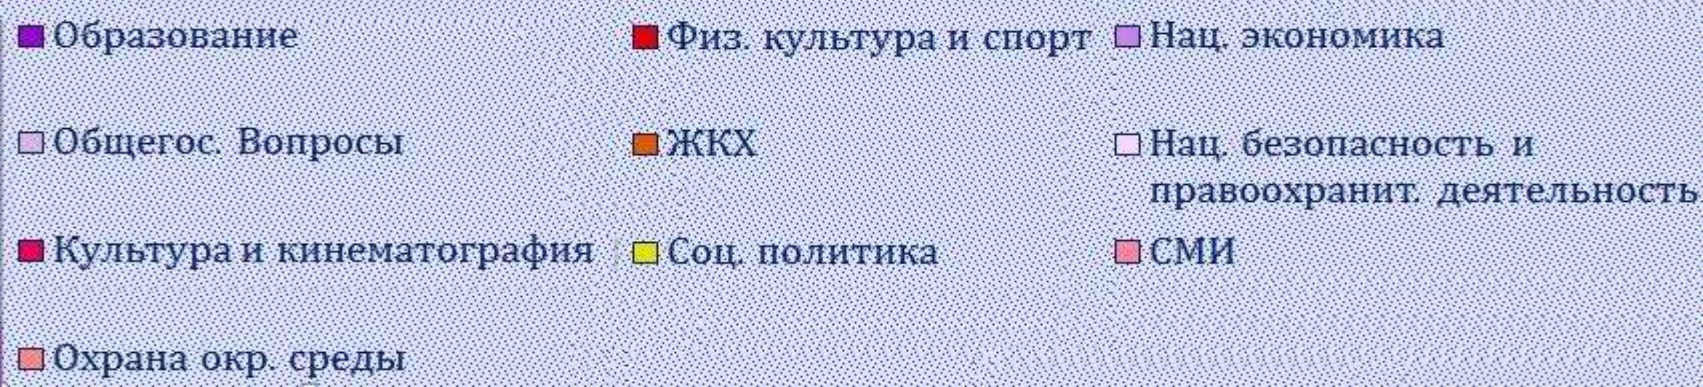 Образование
Физ. культура и спорт
Нац. экономика
Общегос. Вопросы
ЖКХ
Нац. безопасность и
правоохранит. деятельность
Культура и кинематография
Соц. политика
СМИ
Охрана окр. среды